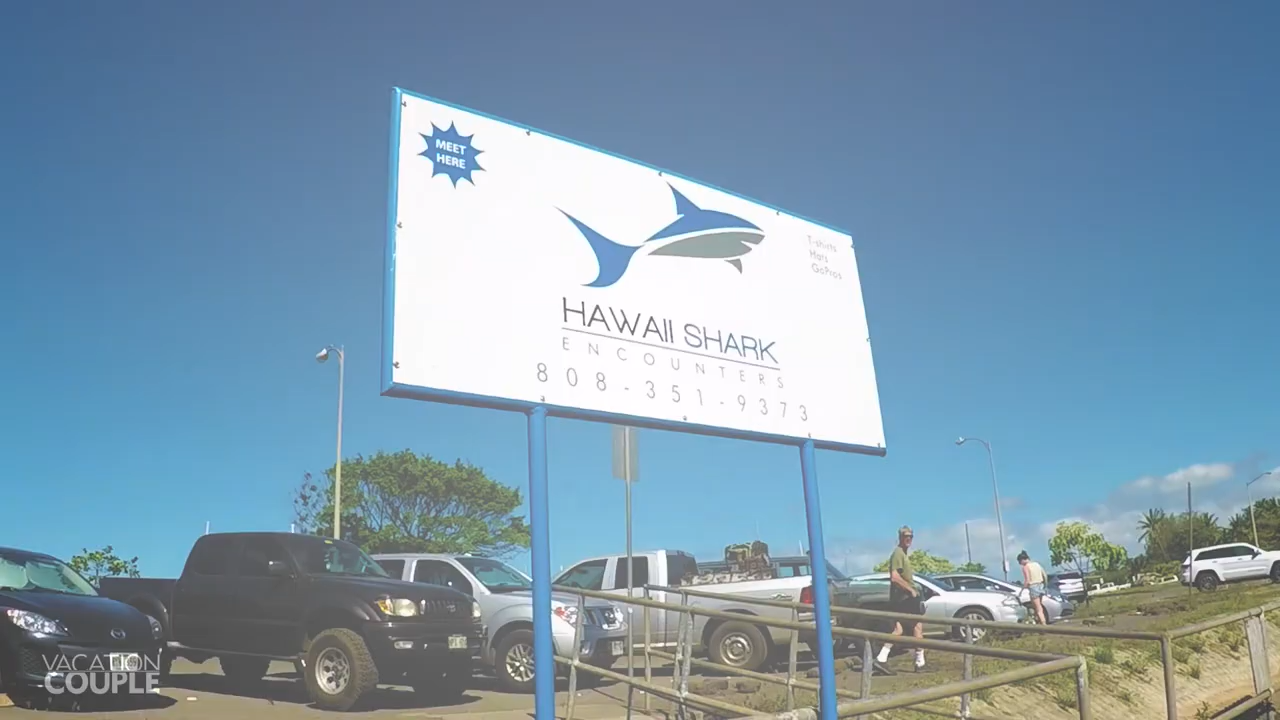 MEET
HERE
T-shirts
Hats
GoPros
HAWAII SHARK
ENCOUNTERS
808-351-9373
VACATION
COUPLE